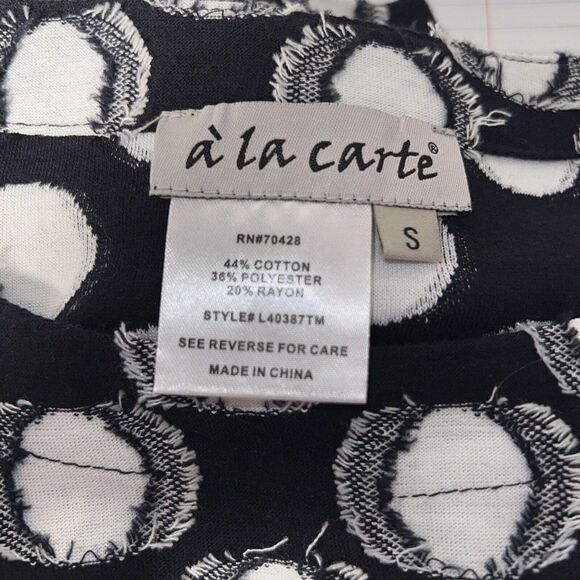 à la carte®
S
RN#70428
44% COTTON
36% POLYESTER
20% RAYON
STYLE# L40387TM
SEE REVERSE FOR CARE
MADE IN CHINA